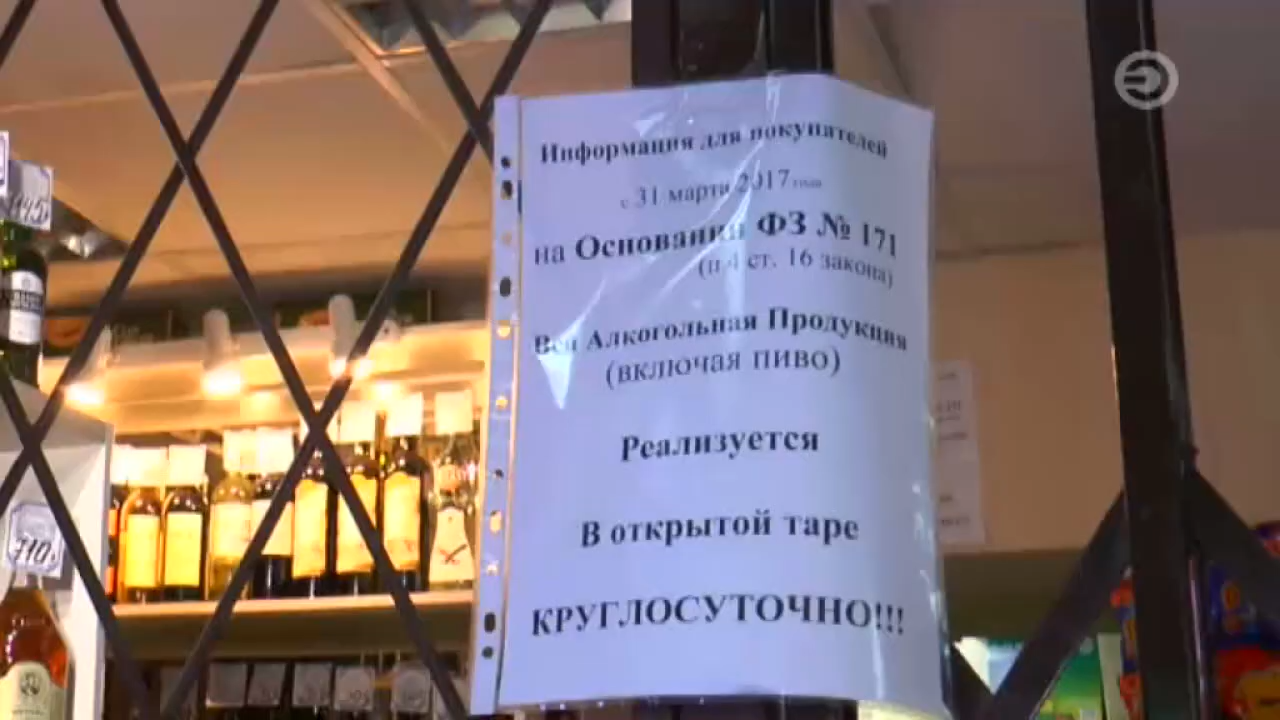 Информация для покупателей
с 31 марта 2017 года
на Основании ФЗ № 171
(п 4 ст. 16 закона)
Вся Алкогольная Продукция
(включая пиво)
Реализуется
В открытой таре
КРУГЛОСУТОЧНО!!!
710